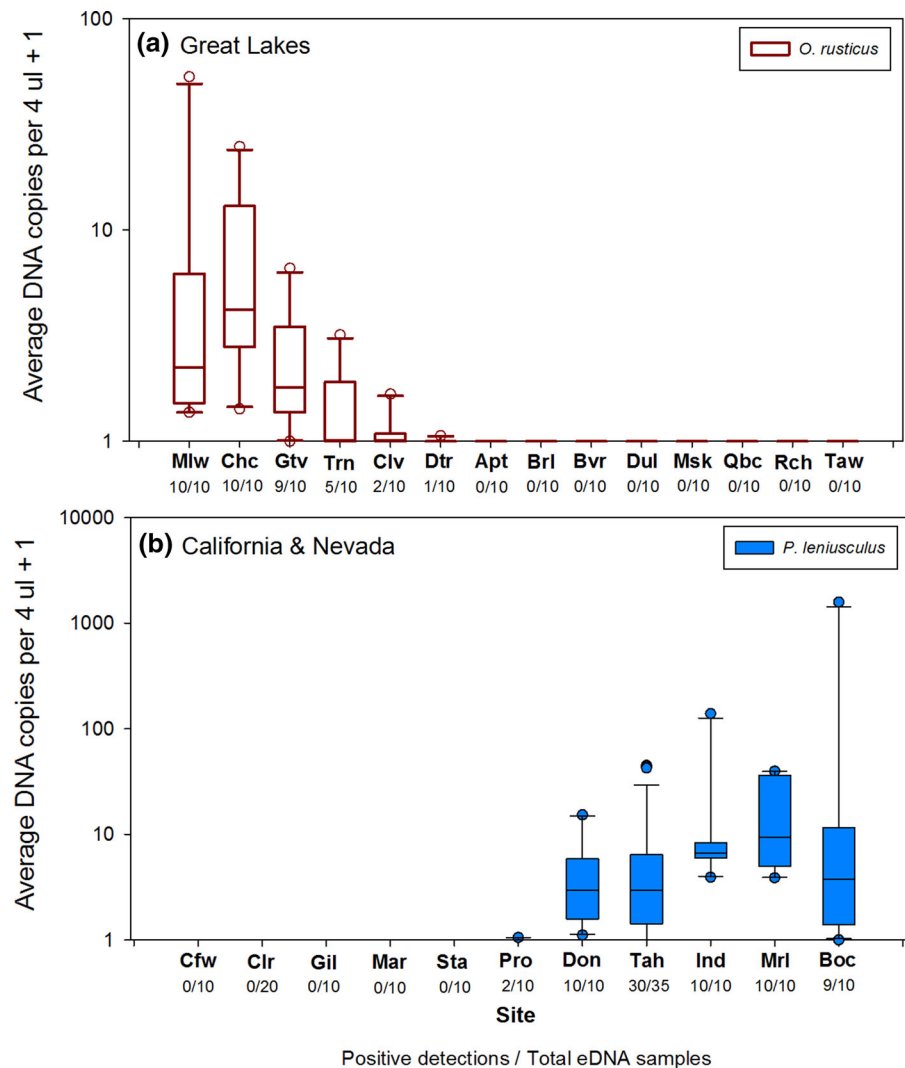 100
(a) Great Lakes
O. rusticus
Average DNA copies per 4 ul + 1
10
1
Mlw Chc Gtv Trn Clv Dtr Apt Brl Bvr Dul Msk Qbc Rch Taw
10/10 10/10 9/10 5/10 2/10 1/10 0/10 0/10 0/10 0/10 0/10 0/10 0/10 0/10
10000
(b) California & Nevada
P. leniusculus
Average DNA copies per 4 ul + 1
1000
100
10
1
Cfw Clr Gil Mar Sta Pro Don Tah Ind Mrl Boc
0/10 0/20 0/10 0/10 0/10 2/10 10/10 30/35 10/10 10/10 9/10
Site
Positive detections / Total eDNA samples